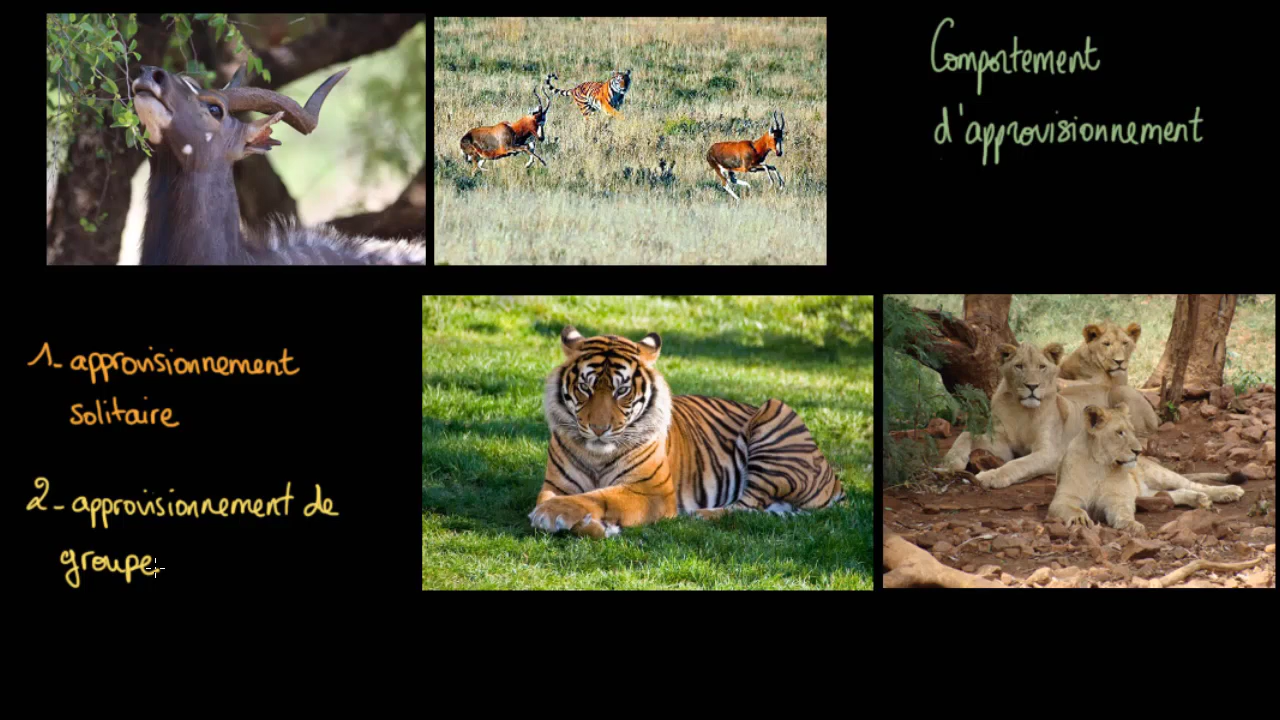 Comportement
d'approvisionnement
1- approvisionnement
solitaire
2- approvisionnement de
groupe